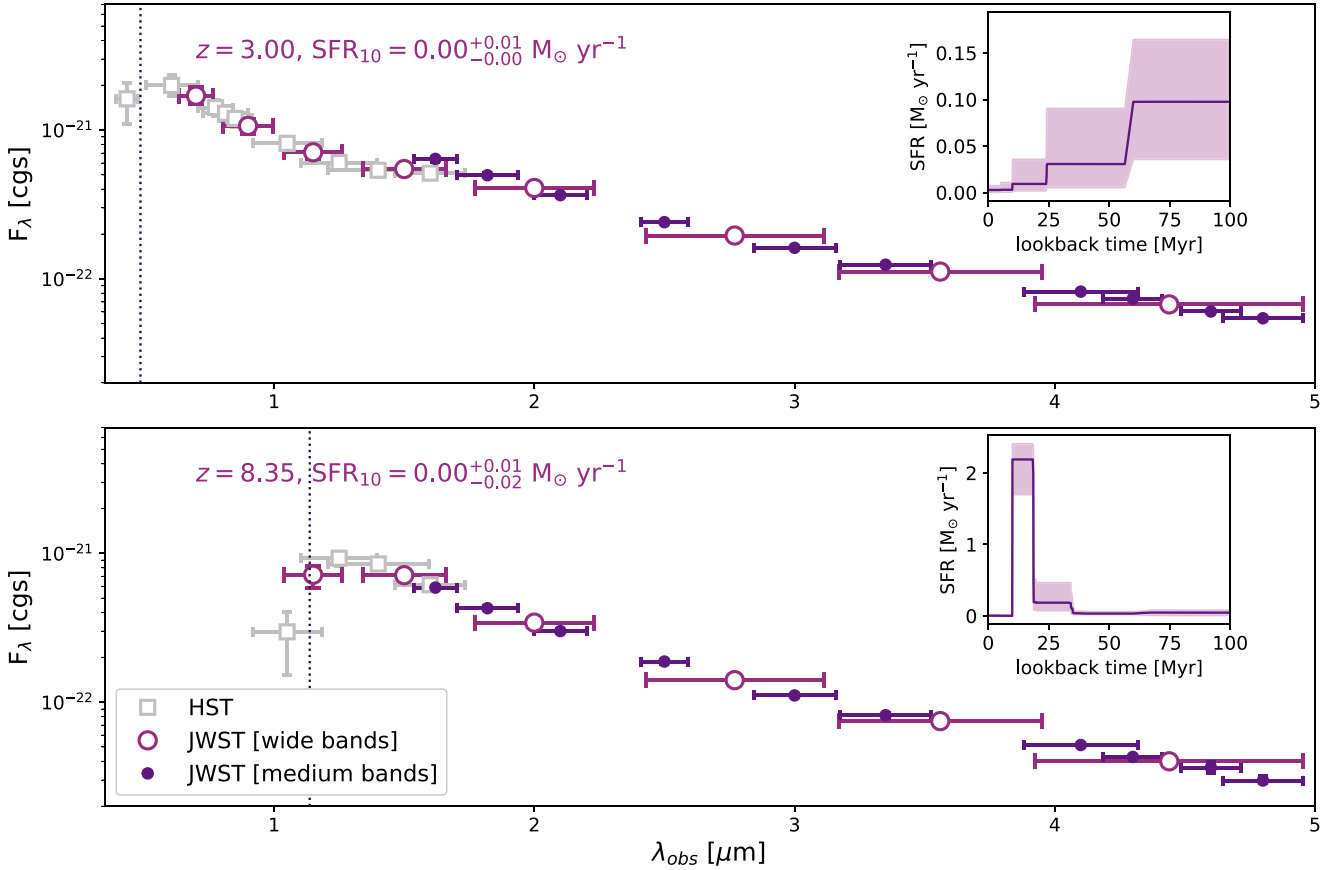 z = 3.00, SFR₁₀ = 0.00⁺⁰·⁰¹₋₀.₀₀ M☉ yr⁻¹
F_λ [cgs]
10⁻²¹
10⁻²²
1 2 3 4 5
SFR [M☉ yr⁻¹]
0.15
0.10
0.05
0.00
0 25 50 75 100
lookback time [Myr]
z = 8.35, SFR₁₀ = 0.00⁺⁰·⁰¹₋₀.₀₂ M☉ yr⁻¹
F_λ [cgs]
10⁻²¹
10⁻²²
SFR [M☉ yr⁻¹]
2
1
0
0 25 50 75 100
lookback time [Myr]
HST
JWST [wide bands]
JWST [medium bands]
1 2 3 4 5
λ_obs [μm]